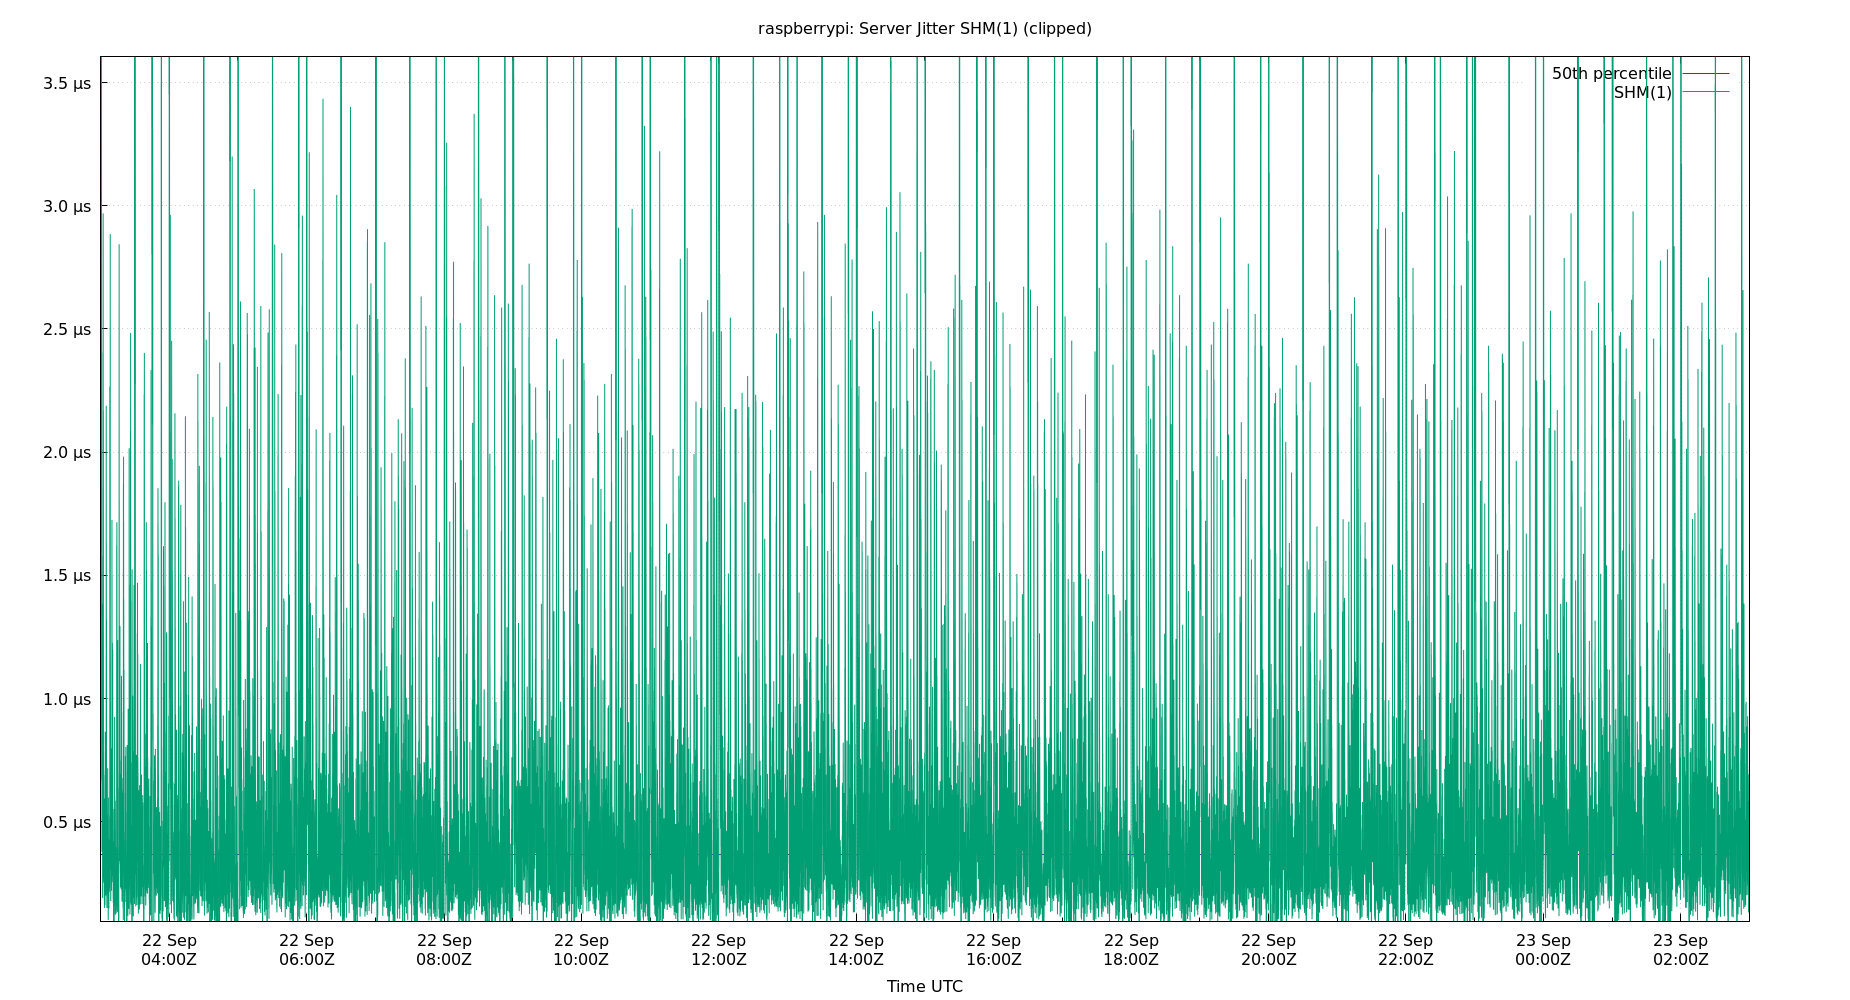 raspberrypi: Server Jitter SHM(1) (clipped)
50th percentile
SHM(1)
3.5 µs
3.0 µs
2.5 µs
2.0 µs
1.5 µs
1.0 µs
0.5 µs
22 Sep 22 Sep 22 Sep 22 Sep 22 Sep 22 Sep 22 Sep 22 Sep 22 Sep 22 Sep 23 Sep 23 Sep
04:00Z 06:00Z 08:00Z 10:00Z 12:00Z 14:00Z 16:00Z 18:00Z 20:00Z 22:00Z 00:00Z 02:00Z
Time UTC